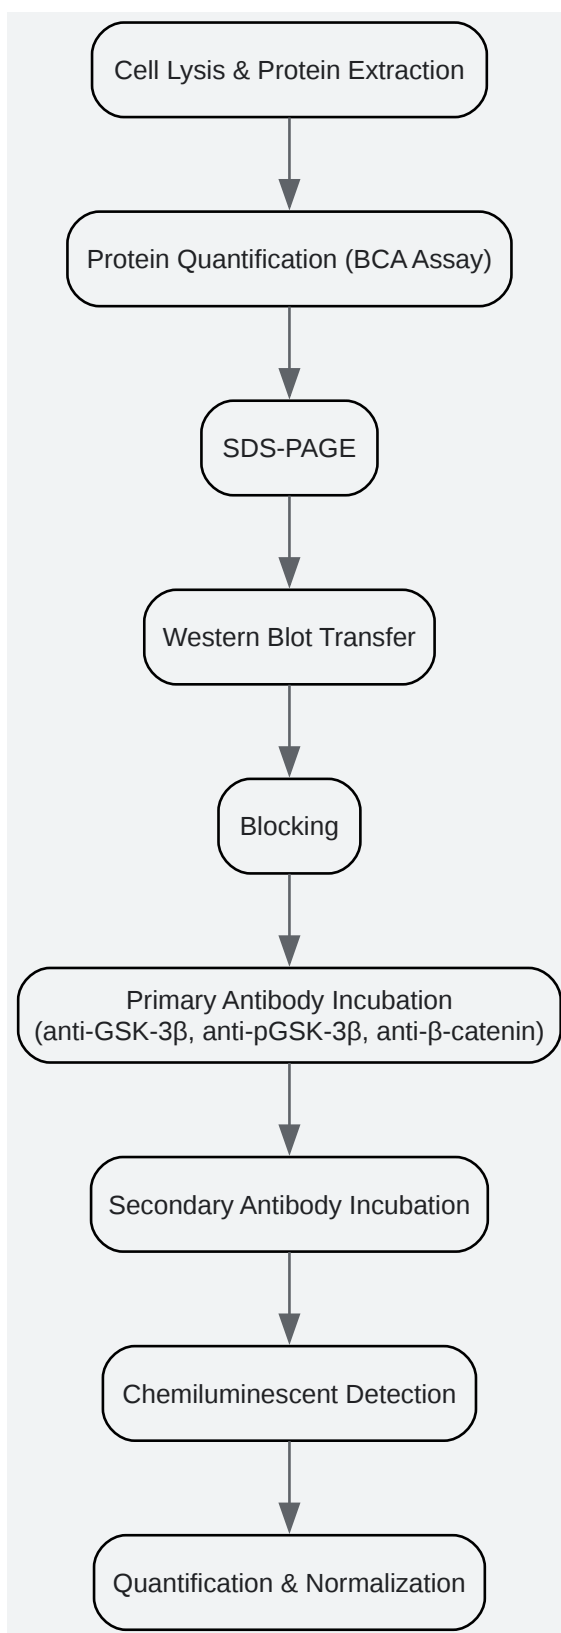 Cell Lysis & Protein Extraction
Protein Quantification (BCA Assay)
SDS-PAGE
Western Blot Transfer
Blocking
Primary Antibody Incubation
(anti-GSK-3β, anti-pGSK-3β, anti-β-catenin)
Secondary Antibody Incubation
Chemiluminescent Detection
Quantification & Normalization